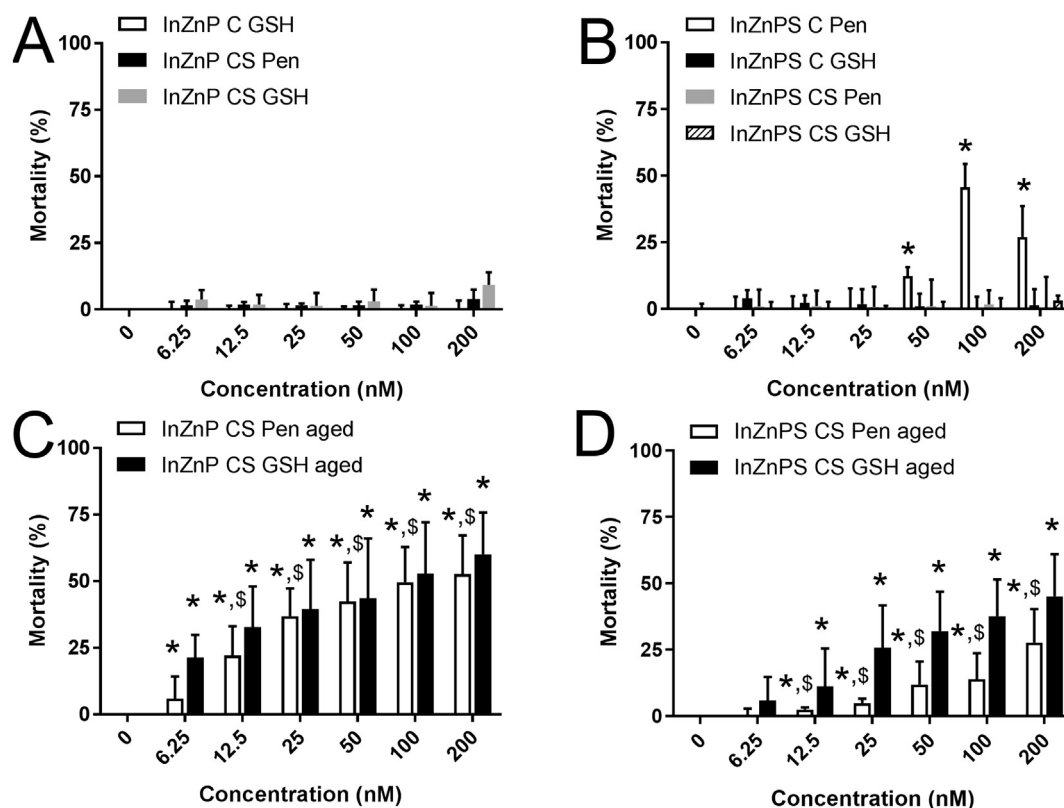 A
InZnP C GSH
InZnP CS Pen
InZnP CS GSH
Mortality (%)
100
75
50
25
0
0 6.25 12.5 25 50 100 200
Concentration (nM)
B
InZnPS C Pen
InZnPS C GSH
InZnPS CS Pen
InZnPS CS GSH
Mortality (%)
100
75
50
25
0
* * *
0 6.25 12.5 25 50 100 200
Concentration (nM)
C
InZnP CS Pen aged
InZnP CS GSH aged
Mortality (%)
100
75
50
25
0
* * *,$ * *,$ * *,$ * *,$ * *,$ *
0 6.25 12.5 25 50 100 200
Concentration (nM)
D
InZnPS CS Pen aged
InZnPS CS GSH aged
Mortality (%)
100
75
50
25
0
*,$ * *,$ * *,$ * *,$ * *,$ *
0 6.25 12.5 25 50 100 200
Concentration (nM)